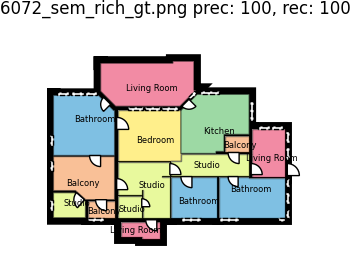 6072_sem_rich_gt.png prec: 100, rec: 100
Living Room
Bathroom
Kitchen
Bedroom
Balcony
Living Room
Studio
Balcony
Studio
Bathroom
Studio
Bathroom
Balcony
Studio
Living Room